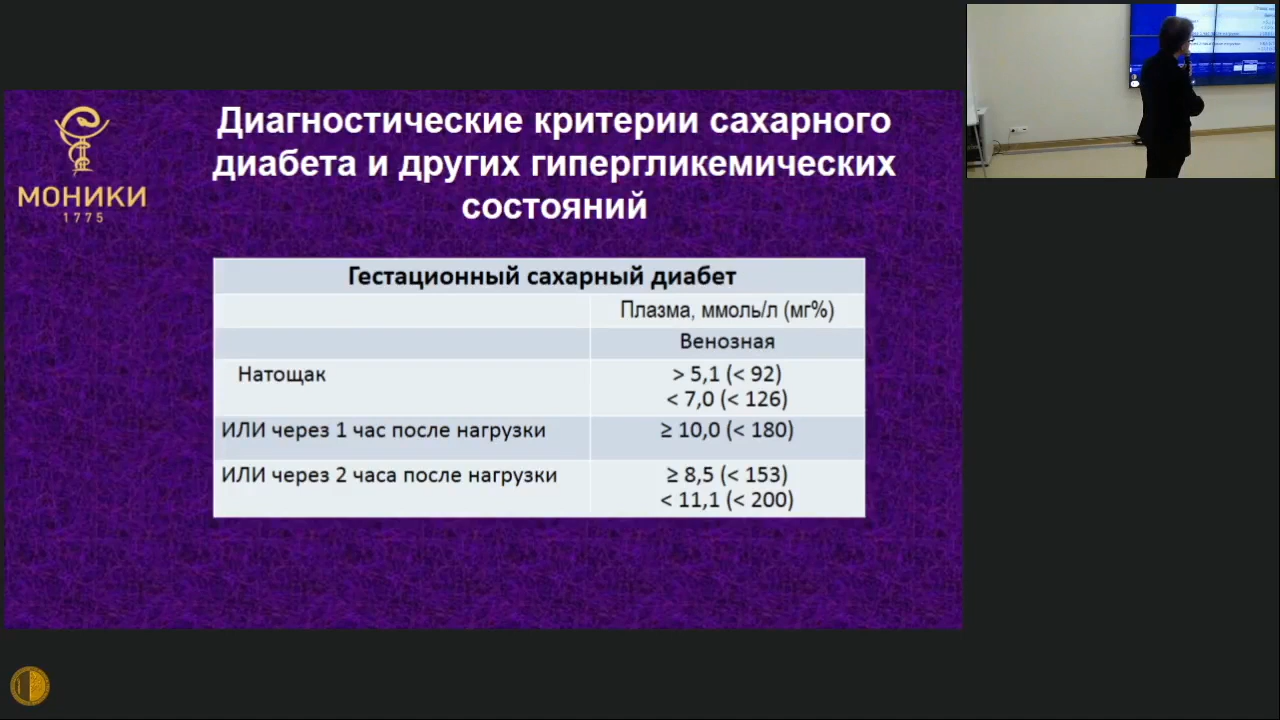 МОНИКИ
1775
Диагностические критерии сахарного
диабета и других гипергликемических
состояний
Гестационный сахарный диабет
Плазма, ммоль/л (мг%)
Венозная
Натощак
> 5,1 (< 92)
< 7,0 (< 126)
ИЛИ через 1 час после нагрузки
≥ 10,0 (< 180)
ИЛИ через 2 часа после нагрузки
≥ 8,5 (< 153)
< 11,1 (< 200)